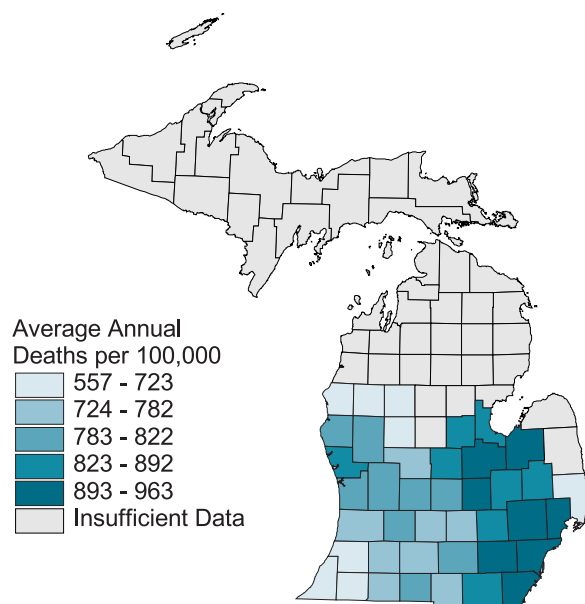 Average Annual
Deaths per 100,000
557 - 723
724 - 782
783 - 822
823 - 892
893 - 963
Insufficient Data